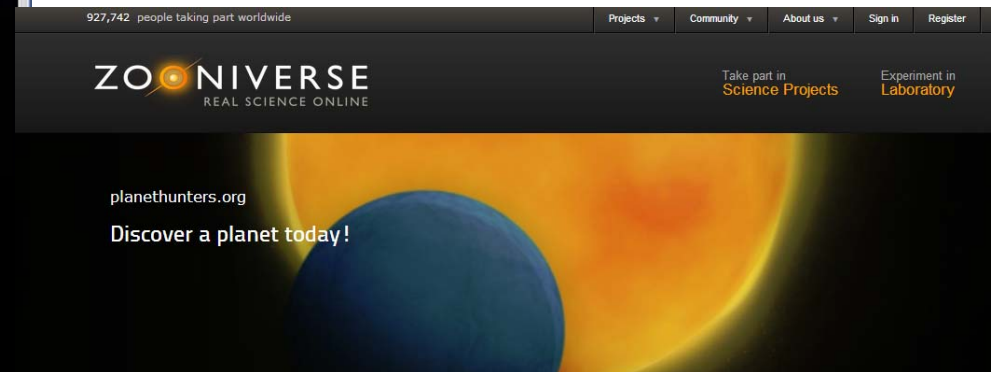 927,742 people taking part worldwide
Projects ▼ Community ▼ About us ▼ Sign in Register
ZOONIVERSE
REAL SCIENCE ONLINE
Take part in
Science Projects
Experiment in
Laboratory
planethunters.org
Discover a planet today!